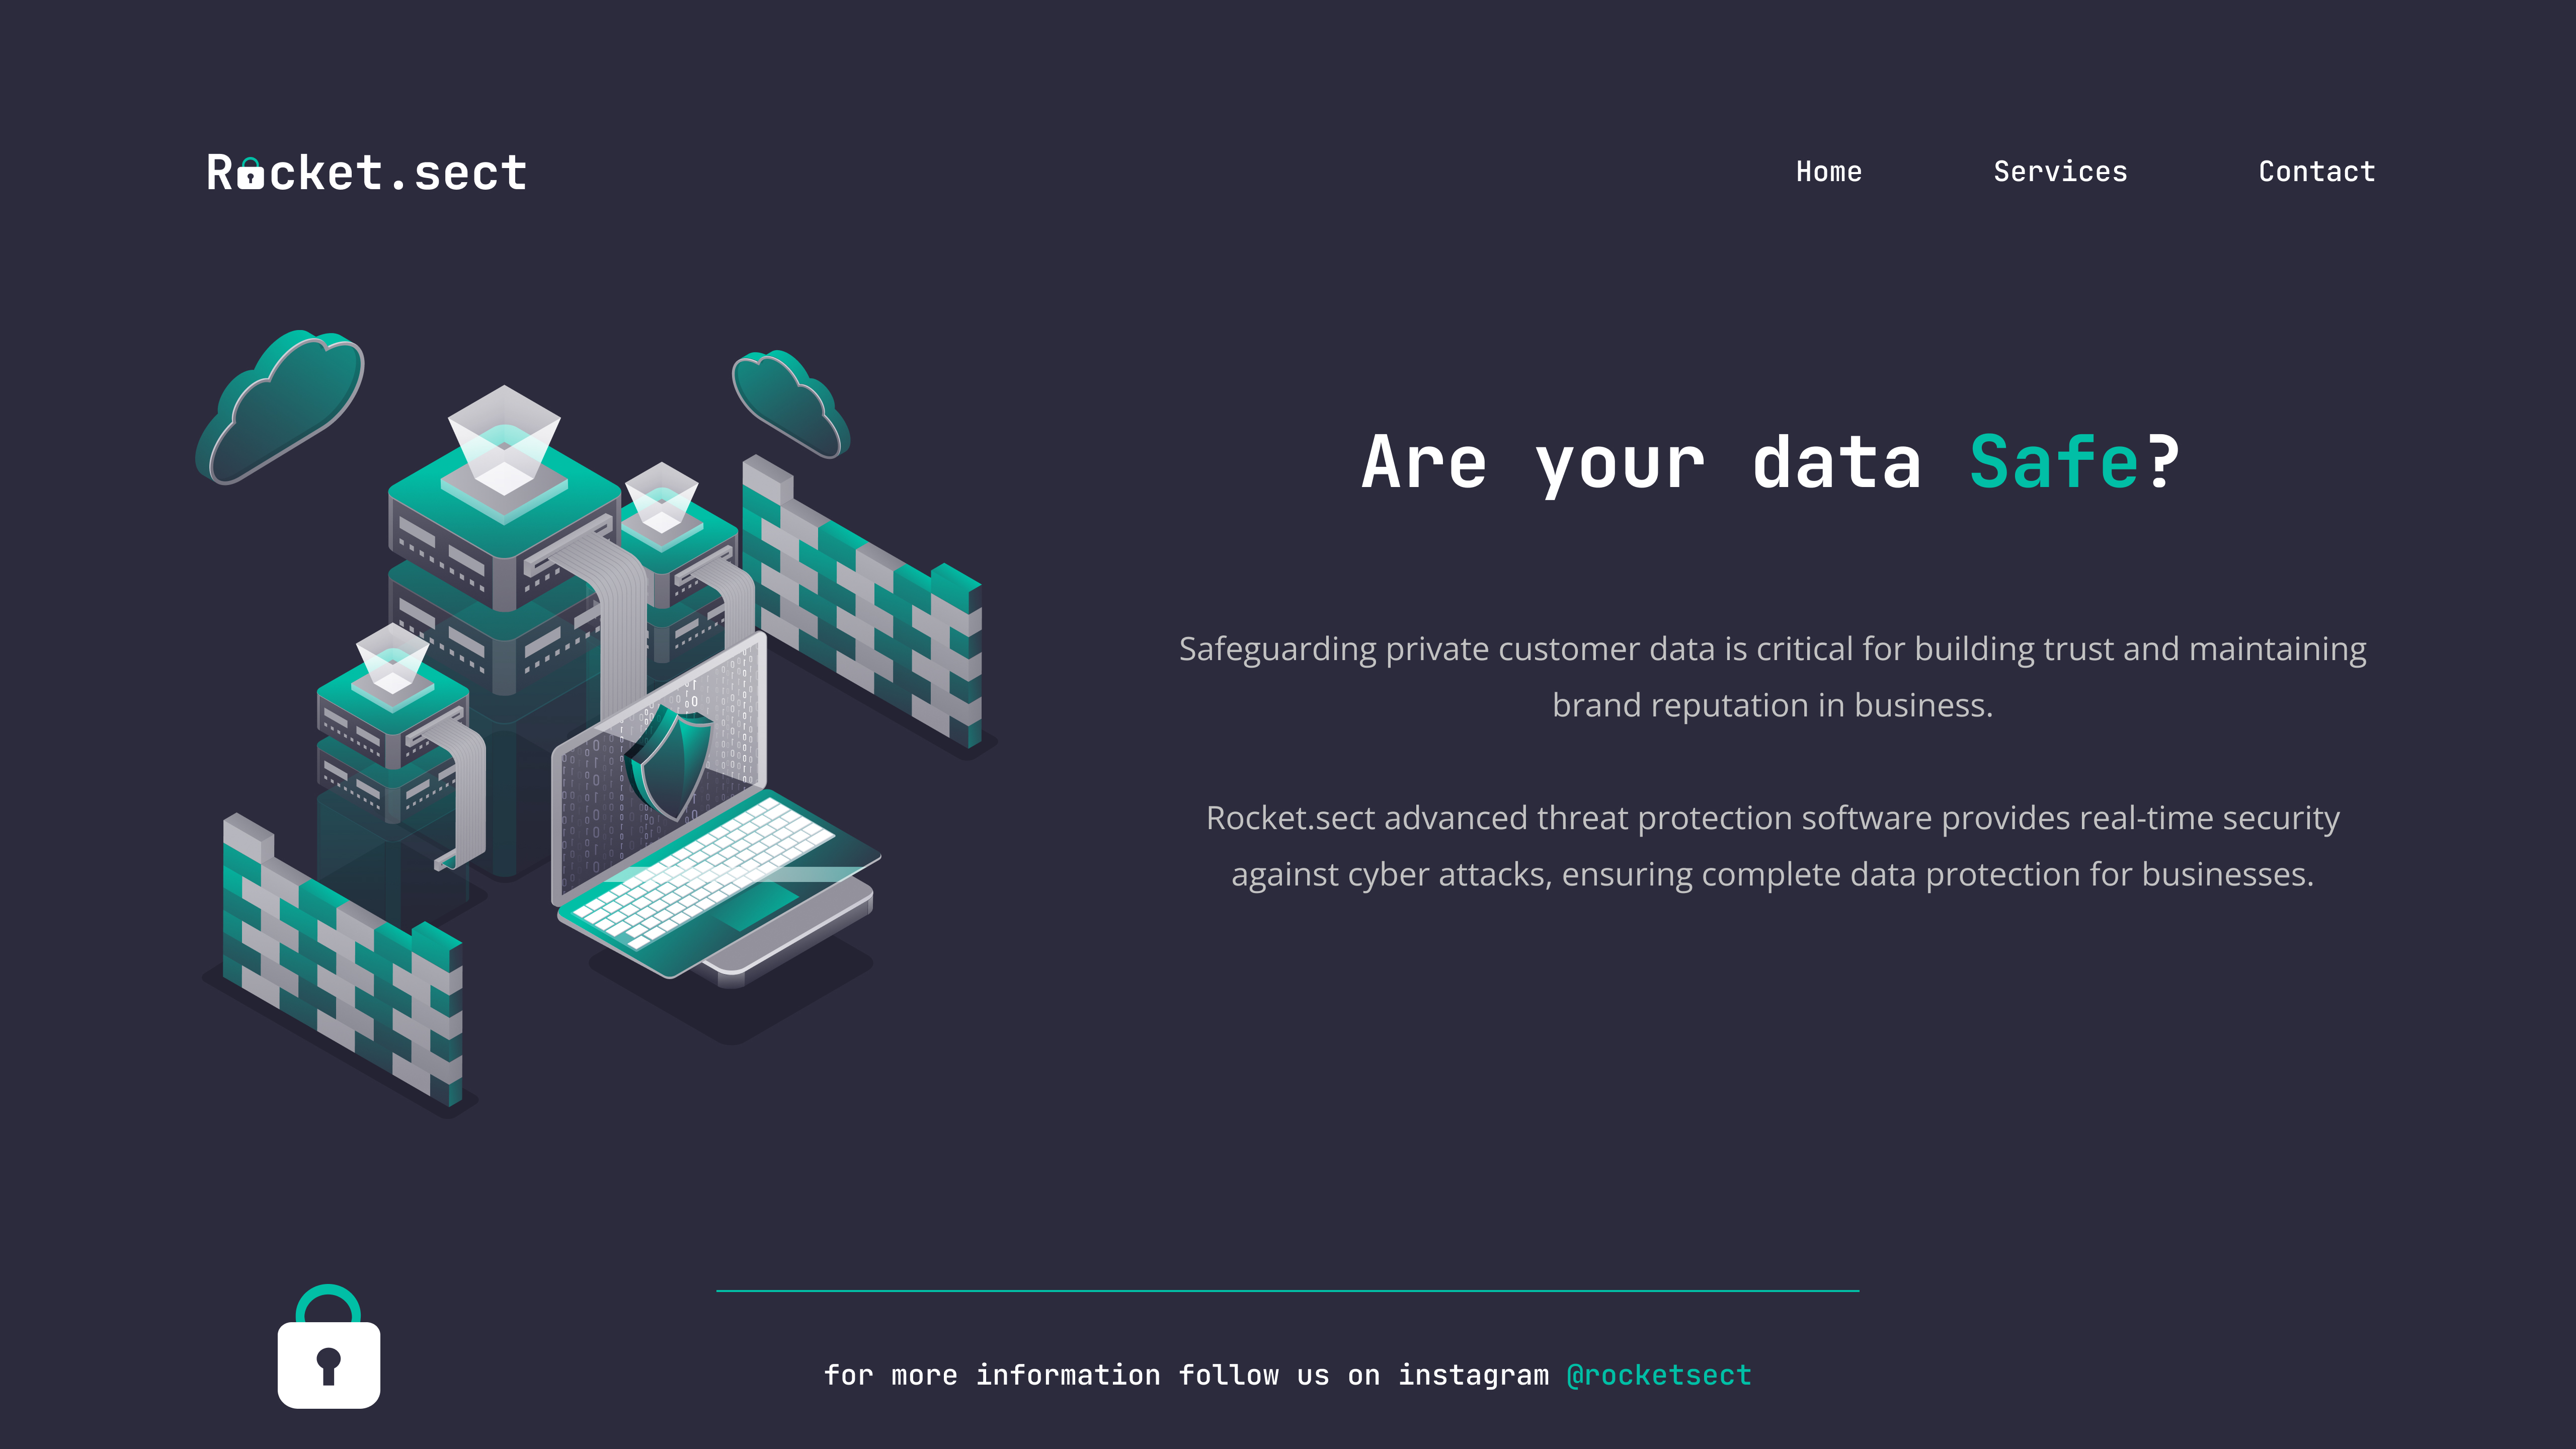 Rocket.sect
Home Services Contact
Are your data Safe?
Safeguarding private customer data is critical for building trust and maintaining
brand reputation in business.
Rocket.sect advanced threat protection software provides real-time security
against cyber attacks, ensuring complete data protection for businesses.
for more information follow us on instagram @rocketsect